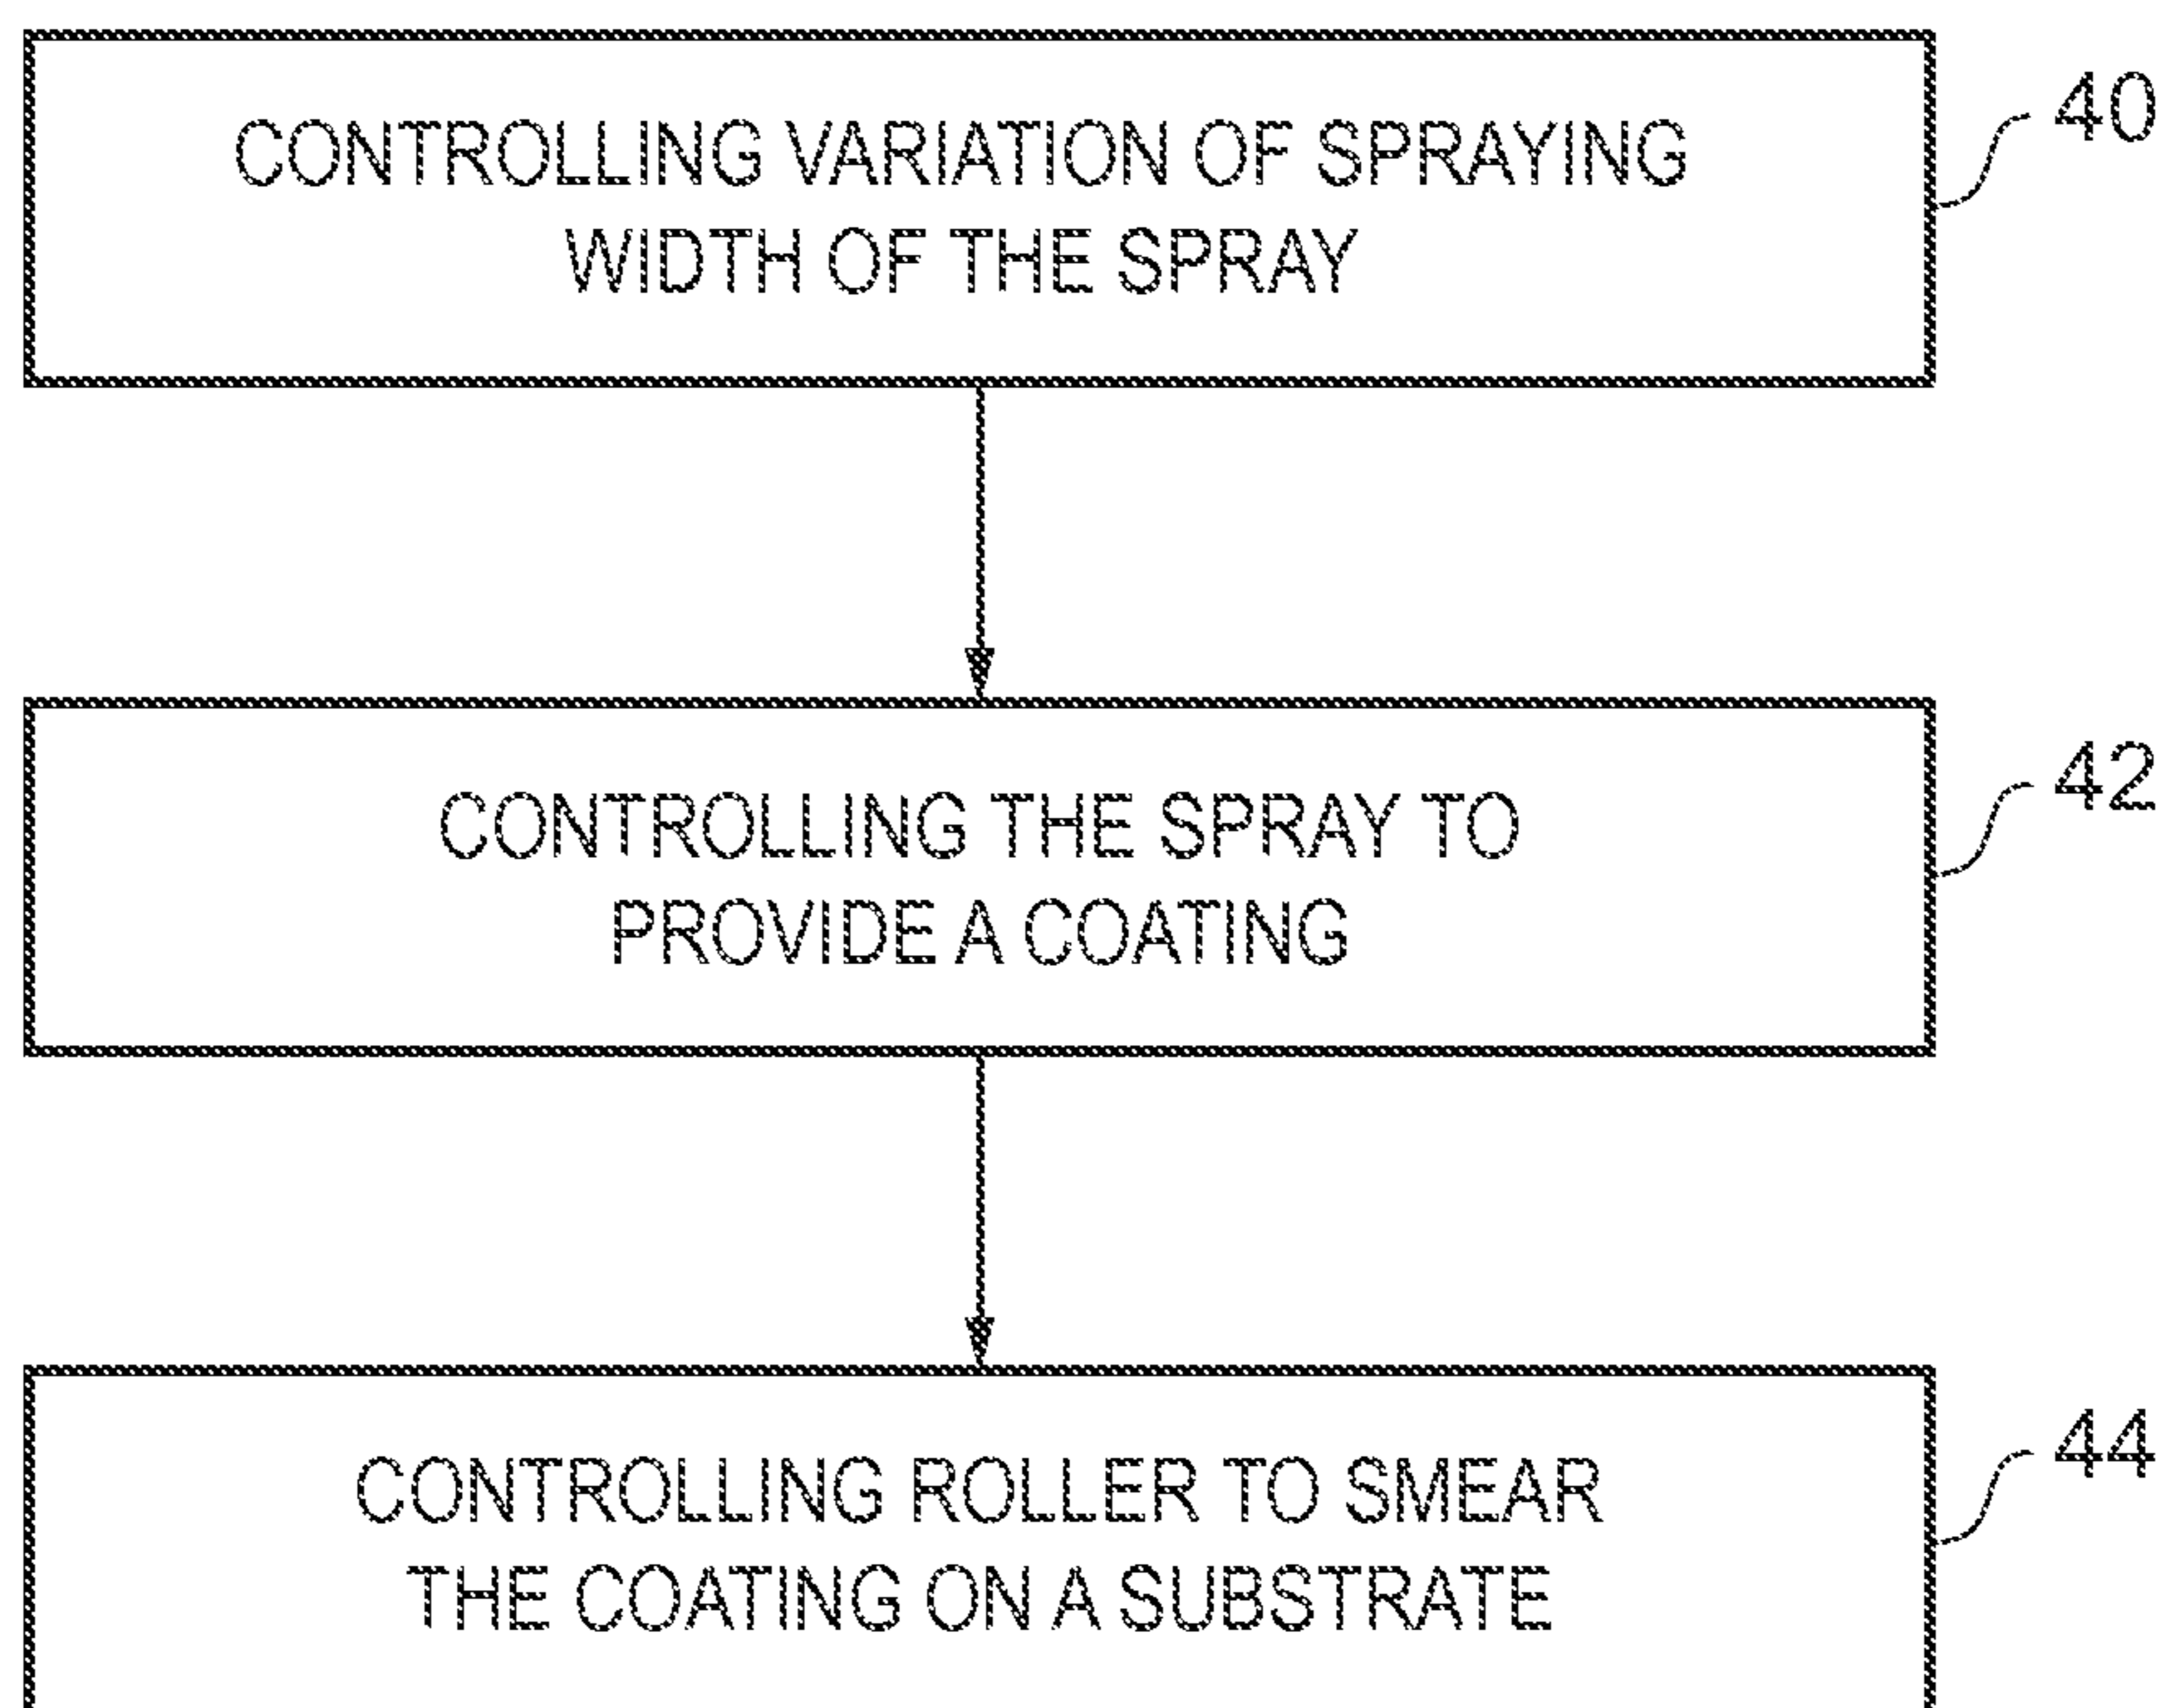 CONTROLLING VARIATION OF SPRAYING
WIDTH OF THE SPRAY
40
CONTROLLING THE SPRAY TO
PROVIDE A COATING
42
CONTROLLING ROLLER TO SMEAR
THE COATING ON A SUBSTRATE
44